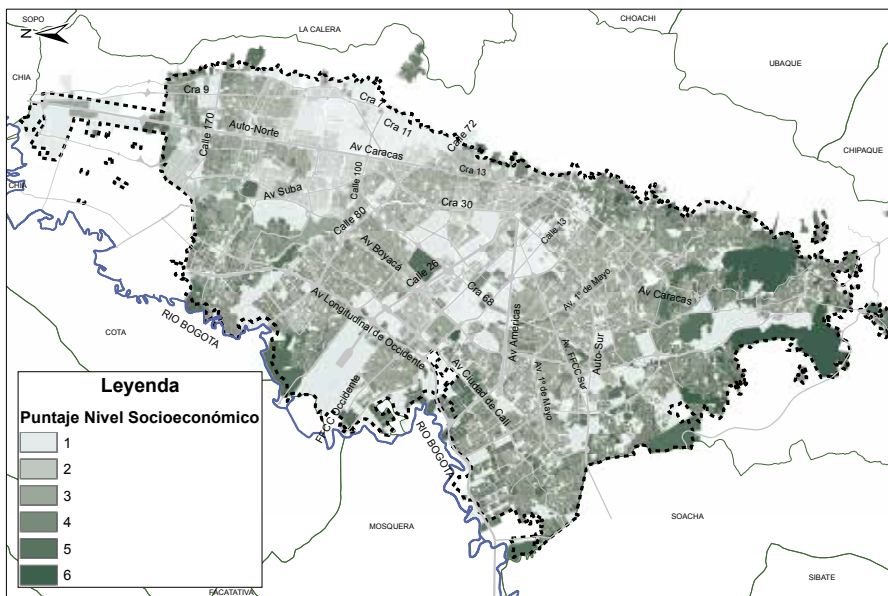 SOPO
CHOACHI
LA CALERA
N
UBAQUE
CHIA
Cra 9
Cra 7
Cra 11
Calle 72
Auto-Norte
Calle 170
CHIPAQUE
Av Caracas
Cra 13
Calle 100
CHIA
Av Suba
Cra 30
Calle 80
Calle 13
Av Boyacá
Calle 26
Cra 68
Av. 1º de Mayo
Av Caracas
Av Longitudinal de Occidente
RIO BOGOTA
COTA
Av Américas
Auto-Sur
Av. FFCC Sur
Av. 1º de Mayo
Av Ciudad de Cali
FFCC Occidente
RIO BOGOTA
Leyenda
Puntaje Nivel Socioeconómico
1
2
3
4
5
6
MOSQUERA
SOACHA
SIBATE
FACATATIVA